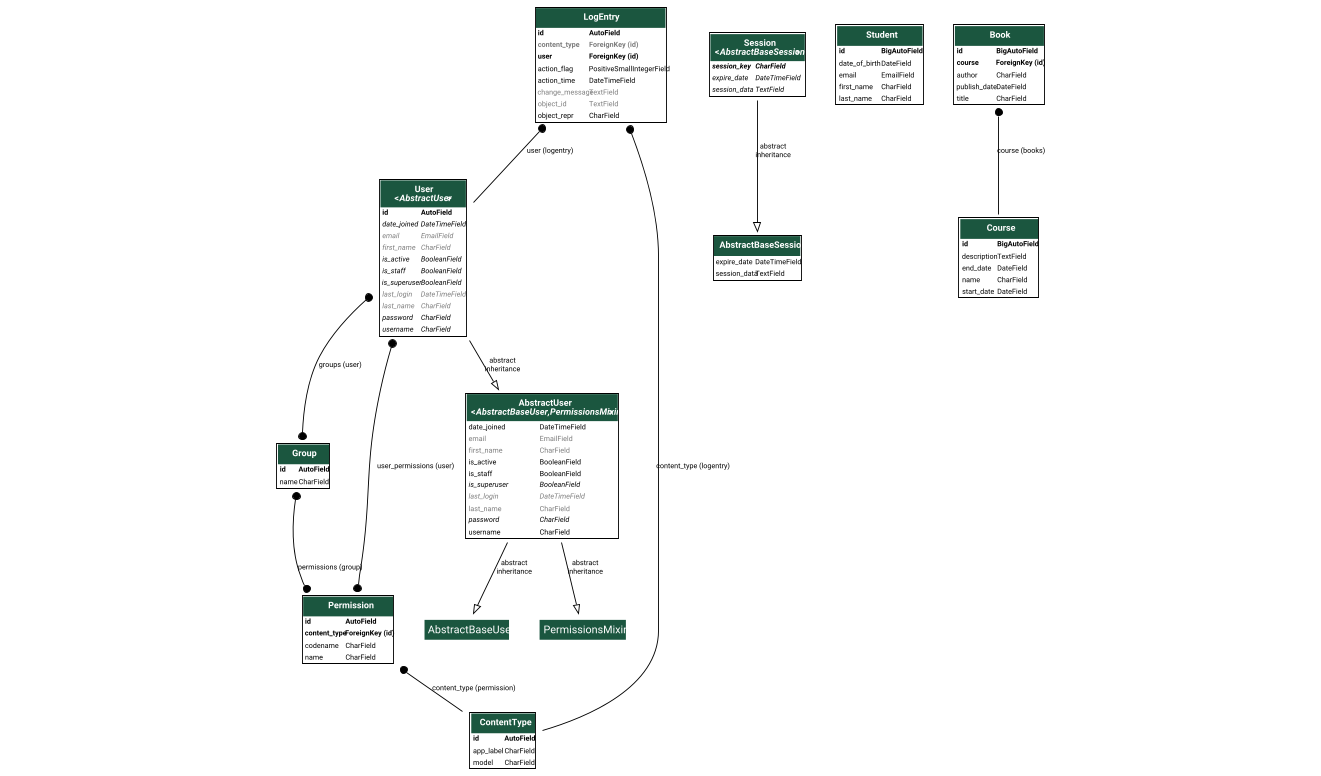 LogEntry
id AutoField
content_type ForeignKey (id)
user ForeignKey (id)
action_flag PositiveSmallIntegerField
action_time DateTimeField
change_message TextField
object_id TextField
object_repr CharField
Session
<AbstractBaseSession
session_key CharField
expire_date DateTimeField
session_data TextField
Student
id BigAutoField
date_of_birth DateField
email EmailField
first_name CharField
last_name CharField
Book
id BigAutoField
course ForeignKey (id)
author CharField
publish_date DateField
title CharField
user (logentry)
abstract
inheritance
course (books)
User
<AbstractUser>
id AutoField
date_joined DateTimeField
email EmailField
first_name CharField
is_active BooleanField
is_staff BooleanField
is_superuser BooleanField
last_login DateTimeField
last_name CharField
password CharField
username CharField
AbstractBaseSessio
expire_date DateTimeField
session_data TextField
Course
id BigAutoField
description TextField
end_date DateField
name CharField
start_date DateField
groups (user)
abstract
inheritance
AbstractUser
<AbstractBaseUser,PermissionsMixin
date_joined DateTimeField
email EmailField
first_name CharField
is_active BooleanField
is_staff BooleanField
is_superuser BooleanField
last_login DateTimeField
last_name CharField
password CharField
username CharField
Group
id AutoField
name CharField
user_permissions (user)
content_type (logentry)
permissions (group)
abstract
inheritance
abstract
inheritance
Permission
id AutoField
content_type ForeignKey (id)
codename CharField
name CharField
AbstractBaseUse
PermissionsMixin
content_type (permission)
ContentType
id AutoField
app_label CharField
model CharField